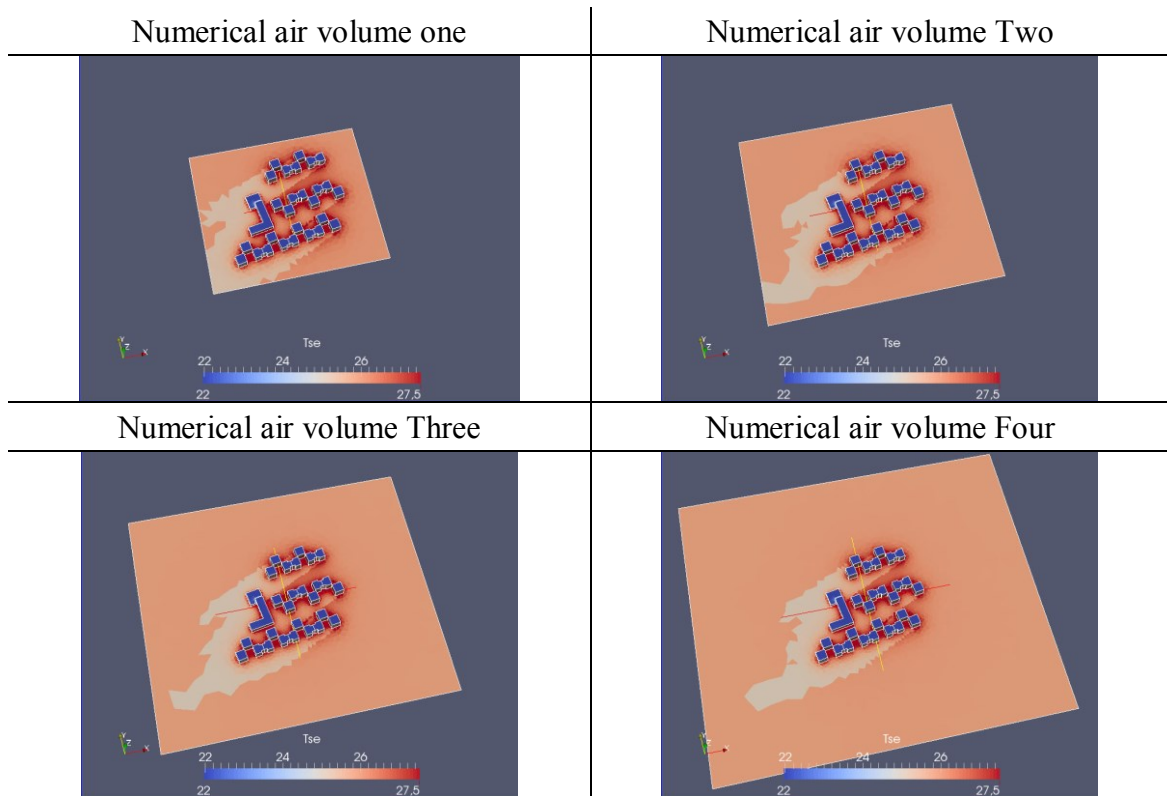 Numerical air volume one
Numerical air volume Two
Y
Z
X
Tse
22
24
26
22
27,5
Y
Z
X
Tse
22
24
26
22
27,5
Numerical air volume Three
Numerical air volume Four
Y
Z
X
Tse
22
24
26
22
27,5
Z
X
Tse
22
24
26
22
27,5